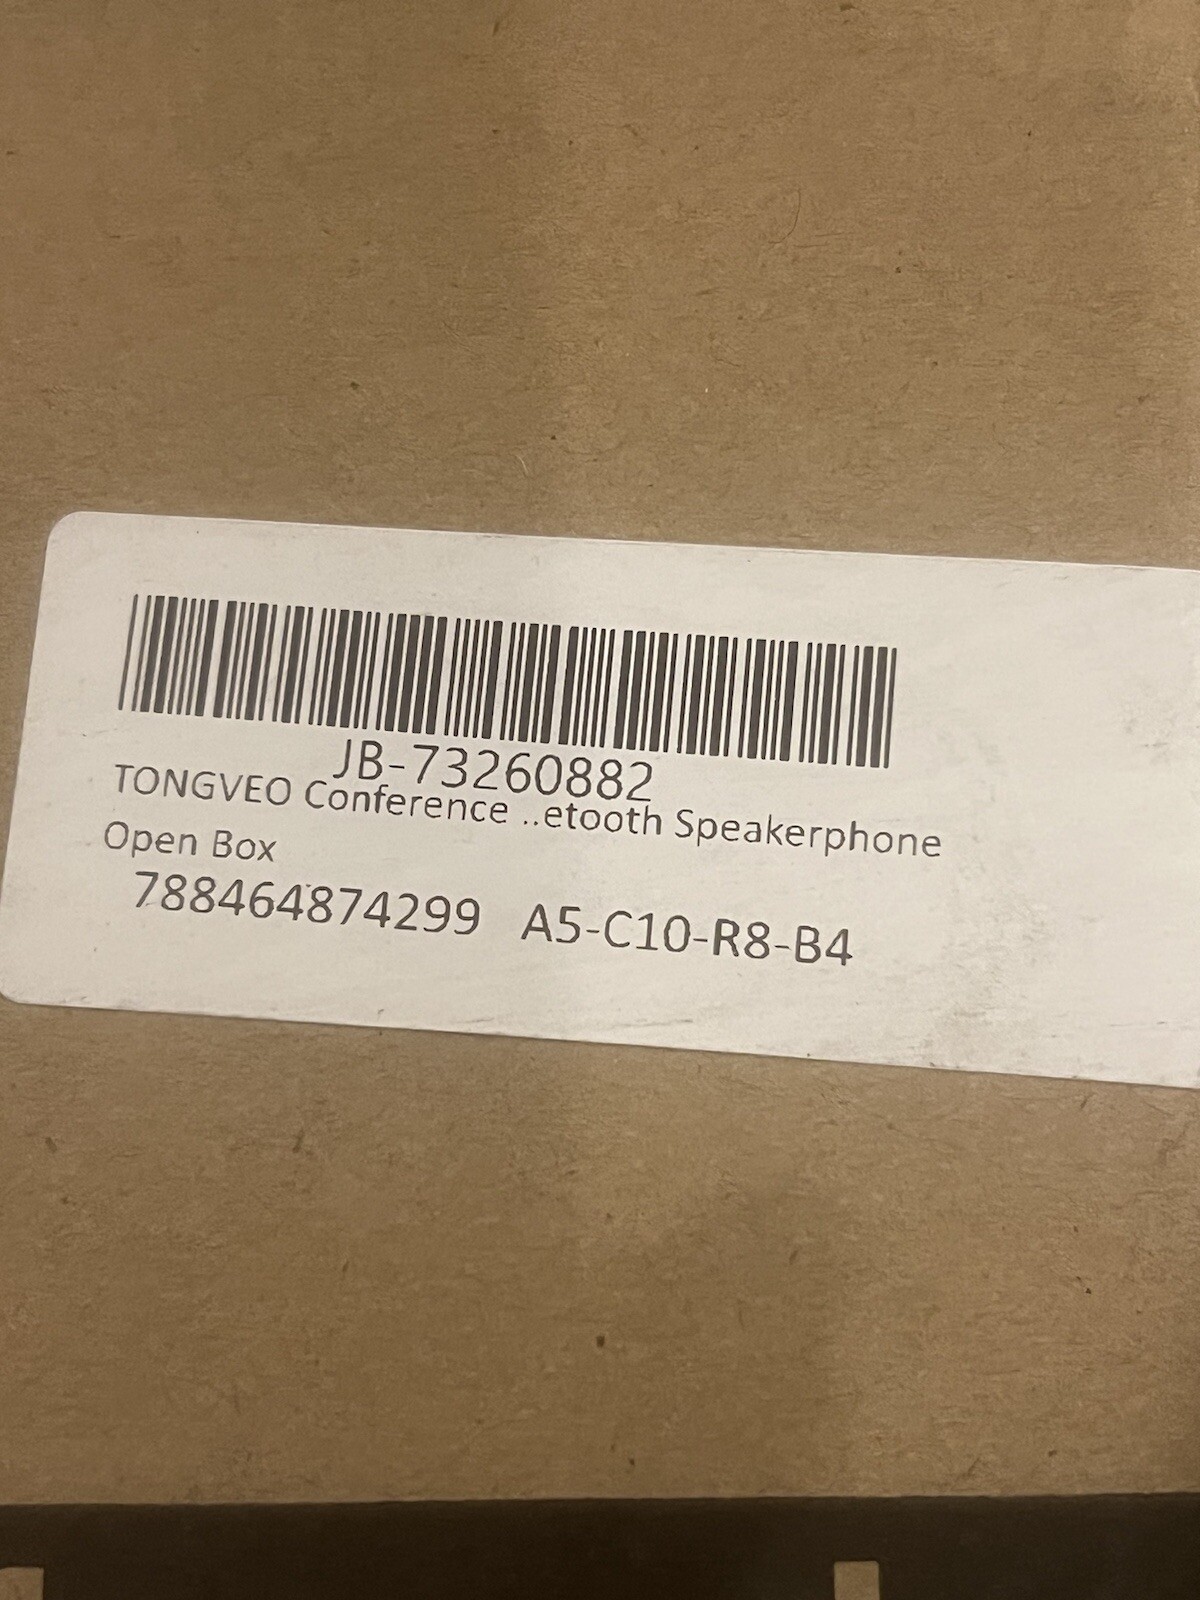 JB-73260882
TONGVEO Conference ..etooth Speakerphone
Open Box
788464874299 A5-C10-R8-B4